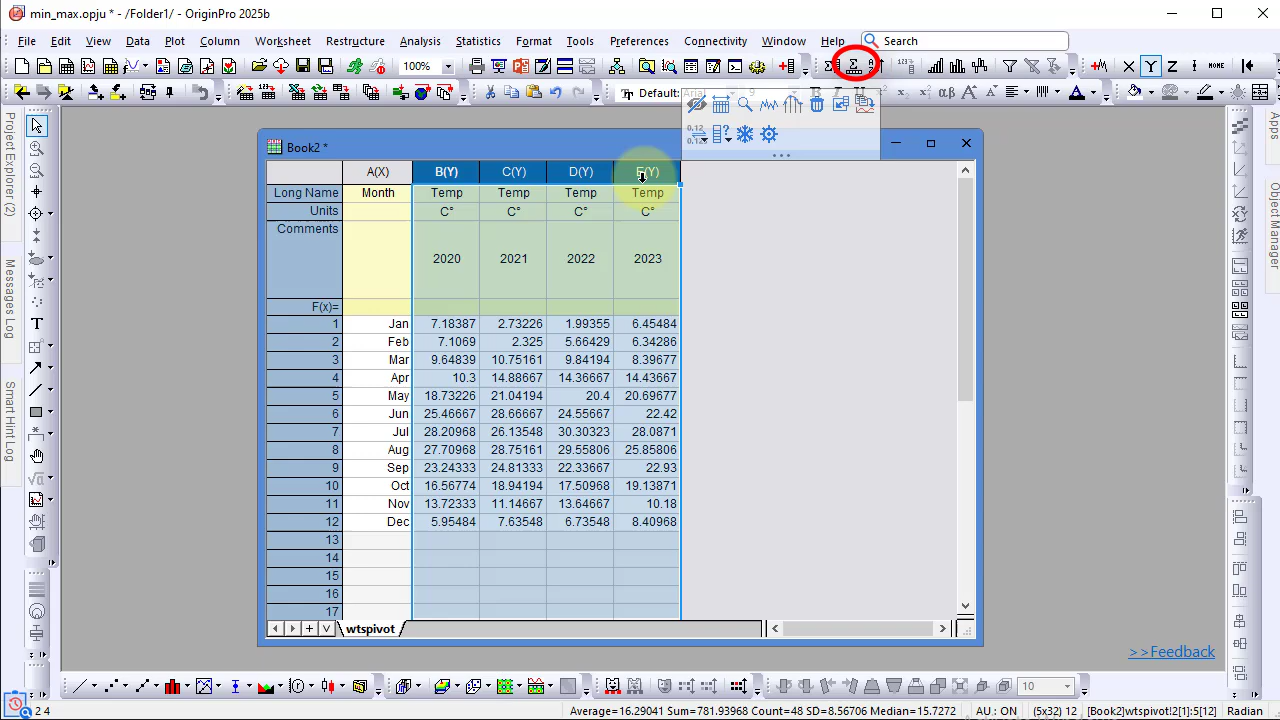 min_max.opju * - /Folder1/ - OriginPro 2025b
File Edit View Data Plot Column Worksheet Restructure Analysis Statistics Format Tools Preferences Connectivity Window Help Search
100%
HOME
Default: Arial 9 B I U
Book2 *
A(X) B(Y) C(Y) D(Y) E(Y)
Long Name Month Temp Temp Temp Temp
Units C° C° C° C°
Comments
2020 2021 2022 2023
F(x)=
1 Jan 7.18387 2.73226 1.99355 6.45484
2 Feb 7.1069 2.325 5.66429 6.34286
3 Mar 9.64839 10.75161 9.84194 8.39677
4 Apr 10.3 14.88667 14.36667 14.43667
5 May 18.73226 21.04194 20.4 20.69677
6 Jun 25.46667 28.66667 24.55667 22.42
7 Jul 28.20968 26.13548 30.30323 28.0871
8 Aug 27.70968 28.75161 29.55806 25.85806
9 Sep 23.24333 24.81333 22.33667 22.93
10 Oct 16.56774 18.94194 17.50968 19.13871
11 Nov 13.72333 11.14667 13.64667 10.18
12 Dec 5.95484 7.63548 6.73548 8.40968
13
14
15
16
17
wtspivot
Project Explorer (2)
Messages Log
Smart Hint Log
Apps
Object Manager
>>Feedback
10
2 4 Average=16.29041 Sum=781.93968 Count=48 SD=8.56706 Median=15.7272 AU : ON (5x32) 12 [Book2]wtspivot!2[1]:5[12] Radian